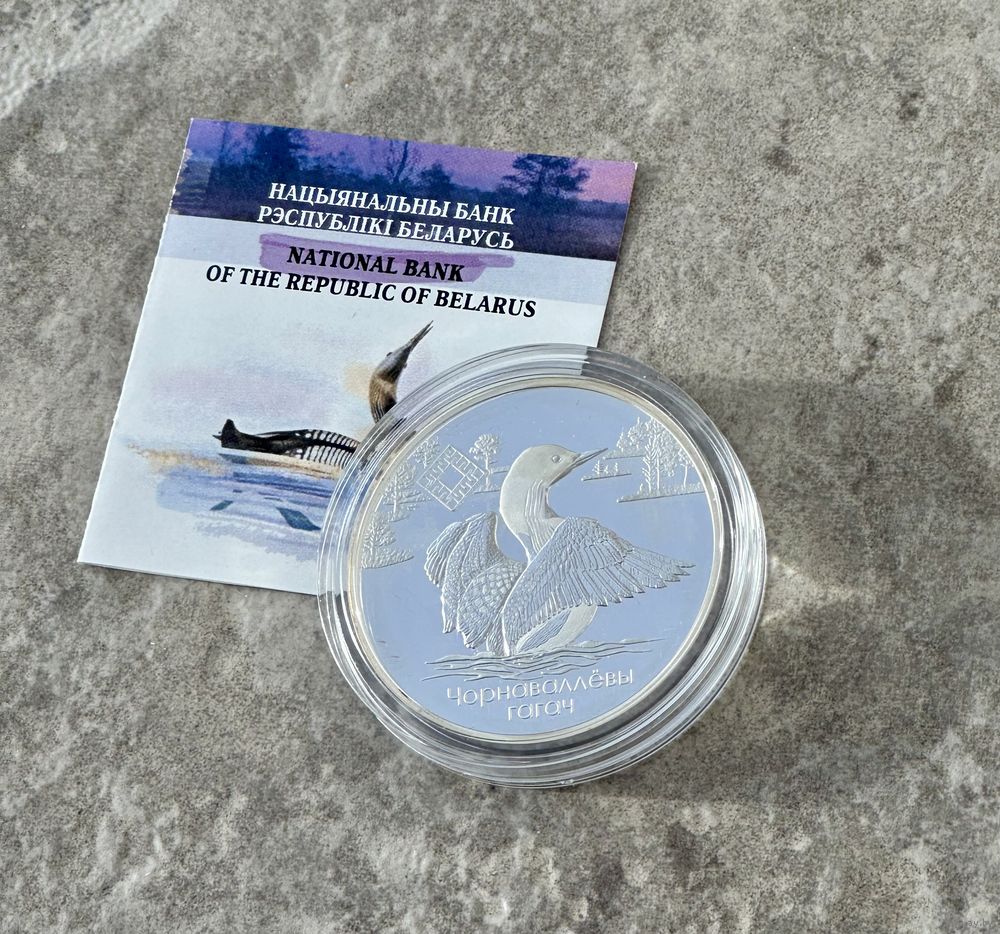 НАЦЫЯНАЛЬНЫ БАНК
РЭСПУБЛІКІ БЕЛАРУСЬ
NATIONAL BANK
OF THE REPUBLIC OF BELARUS
чорнаваллёвы
гагач